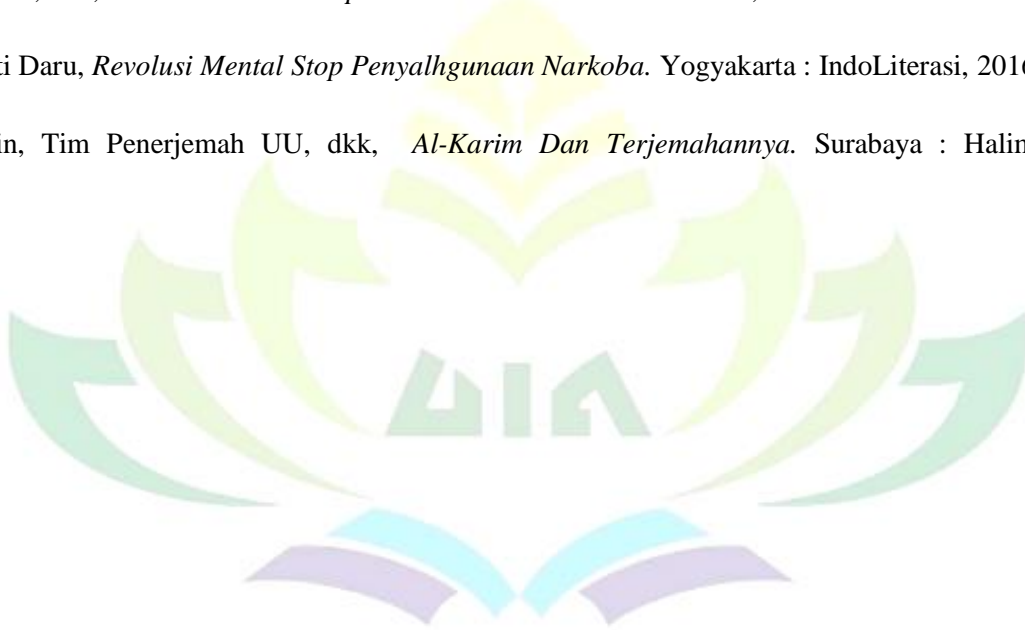 ti Daru, Revolusi Mental Stop Penyalhgunaan Narkoba. Yogyakarta : IndoLiterasi, 2016
in, Tim Penerjemah UU, dkk, Al-Karim Dan Terjemahannya. Surabaya : Halim
UIN